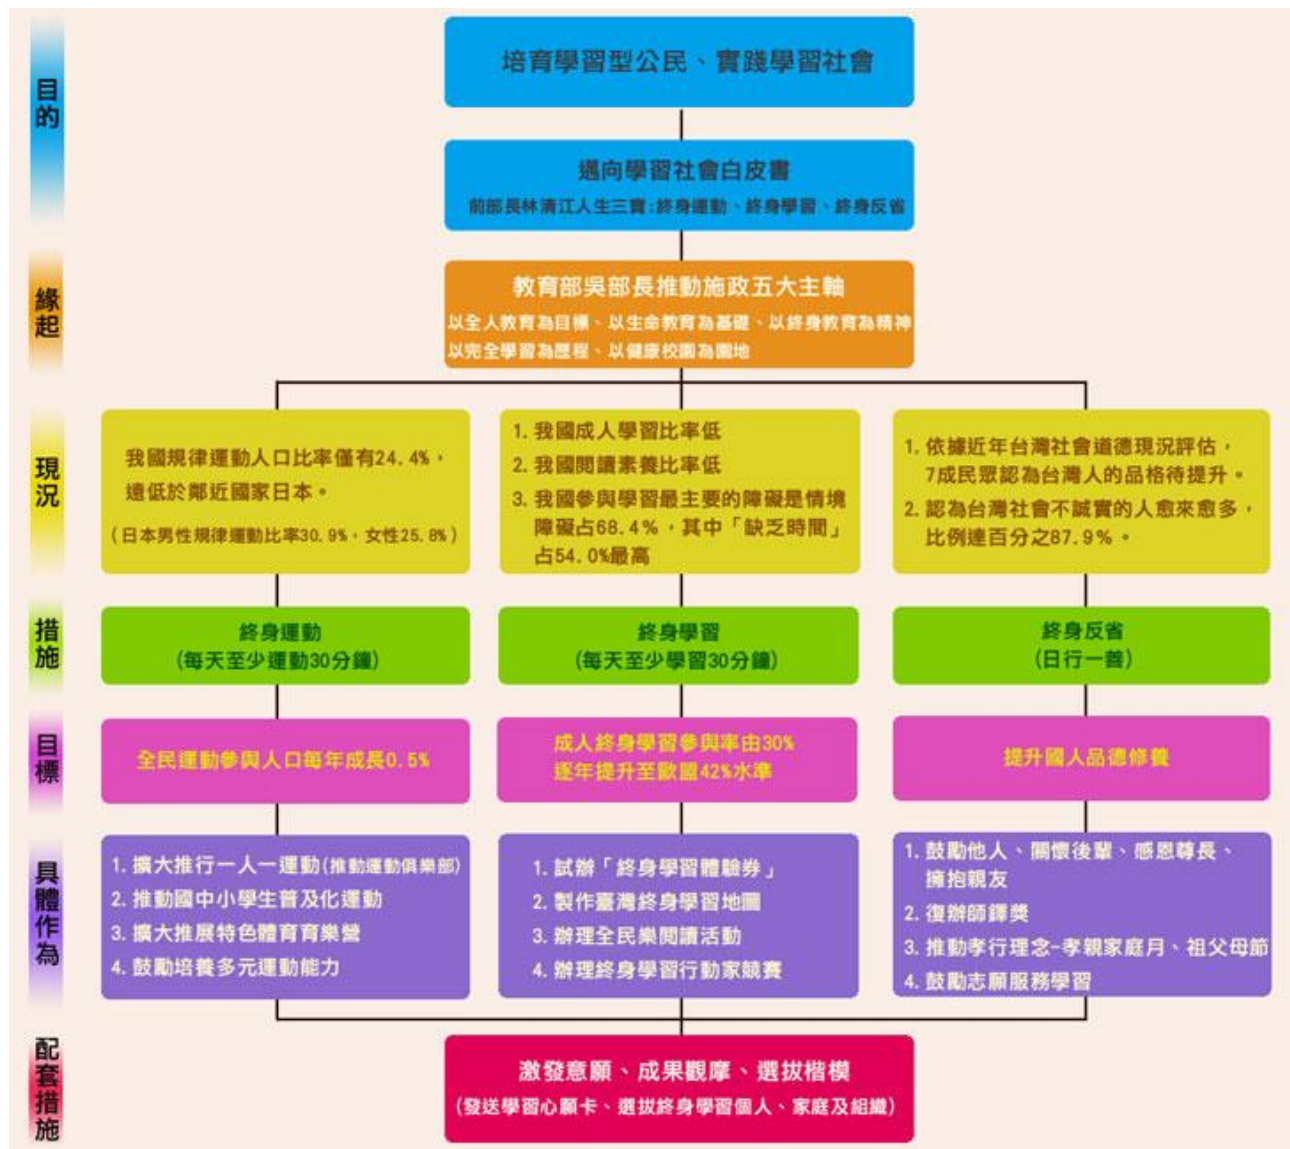 目的
培育學習型公民、實踐學習社會
邁向學習社會白皮書
前部長林清江人生三寶:終身運動、終身學習、終身反省
緣起
教育部吳部長推動施政五大主軸
以全人教育為目標、以生命教育為基礎、以終身教育為精神
以完全學習為歷程、以健康校園為園地
現況
我國規律運動人口比率僅有24.4%，
遠低於鄰近國家日本。
(日本男性規律運動比率30.9%，女性25.8%)
1. 我國成人學習比率低
2. 我國閱讀素養比率低
3. 我國參與學習最主要的障礙是情境
障礙占68.4%，其中「缺乏時間」
占54.0%最高
1. 依據近年台灣社會道德現況評估，
7成民眾認為台灣人的品格待提升。
2. 認為台灣社會不誠實的人愈來愈多，
比例達百分之87.9%。
措施
終身運動
(每天至少運動30分鐘)
終身學習
(每天至少學習30分鐘)
終身反省
(日行一善)
目標
全民運動參與人口每年成長0.5%
成人終身學習參與率由30%
逐年提升至歐盟42%水準
提升國人品德修養
具體作為
1. 擴大推行一人一運動(推動運動俱樂部)
2. 推動國中小學生普及化運動
3. 擴大推展特色體育育樂營
4. 鼓勵培養多元運動能力
1. 試辦「終身學習體驗券」
2. 製作臺灣終身學習地圖
3. 辦理全民樂閱讀活動
4. 辦理終身學習行動家競賽
1. 鼓勵他人、關懷後輩、感恩尊長、
擁抱親友
2. 復辦師鐸獎
3. 推動孝行理念-孝親家庭月、祖父母節
4. 鼓勵志願服務學習
配套措施
激發意願、成果觀摩、選拔楷模
(發送學習心願卡、選拔終身學習個人、家庭及組織)